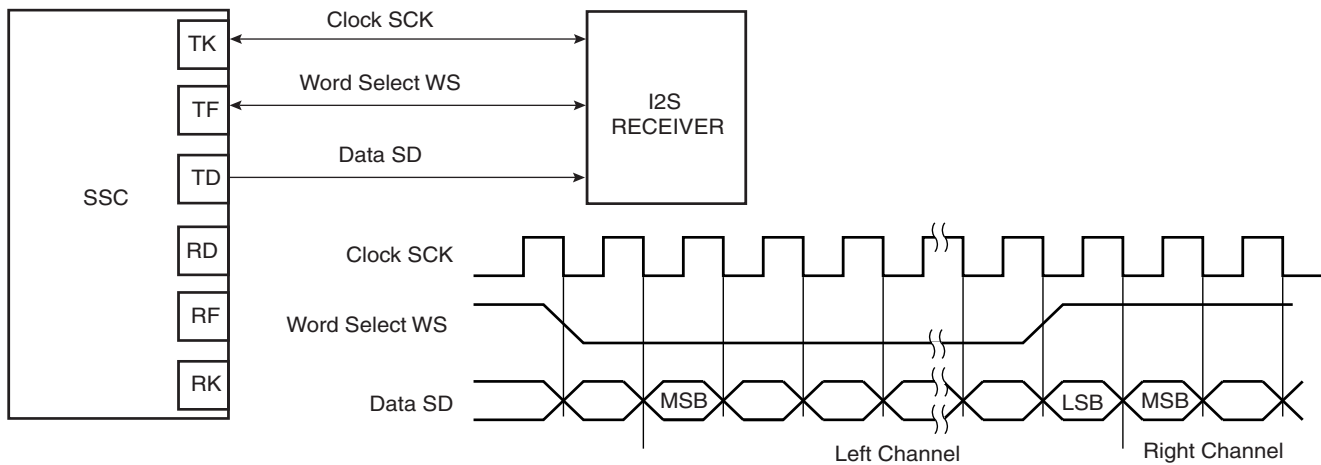 SSC
TK
TF
TD
RD
RF
RK
Clock SCK
Word Select WS
Data SD
I2S
RECEIVER
Clock SCK
Word Select WS
Data SD
MSB
LSB
MSB
Left Channel
Right Channel